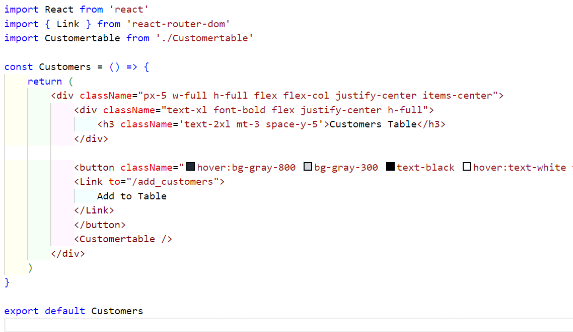 import React from 'react'
import { Link } from 'react-router-dom'
import Customertable from './Customertable'
const Customers = () => {
return (
<div className="px-5 w-full h-full flex flex-col justify-center items-center">
<div className="text-xl font-bold flex justify-center h-full">
<h3 className='text-2xl mt-3 space-y-5'>Customers Table</h3>
</div>
<button className="hover:bg-gray-800 bg-gray-300 text-black hover:text-white
<Link to="/add_customers">
Add to Table
</Link>
</button>
<Customertable />
</div>
)
}
export default Customers